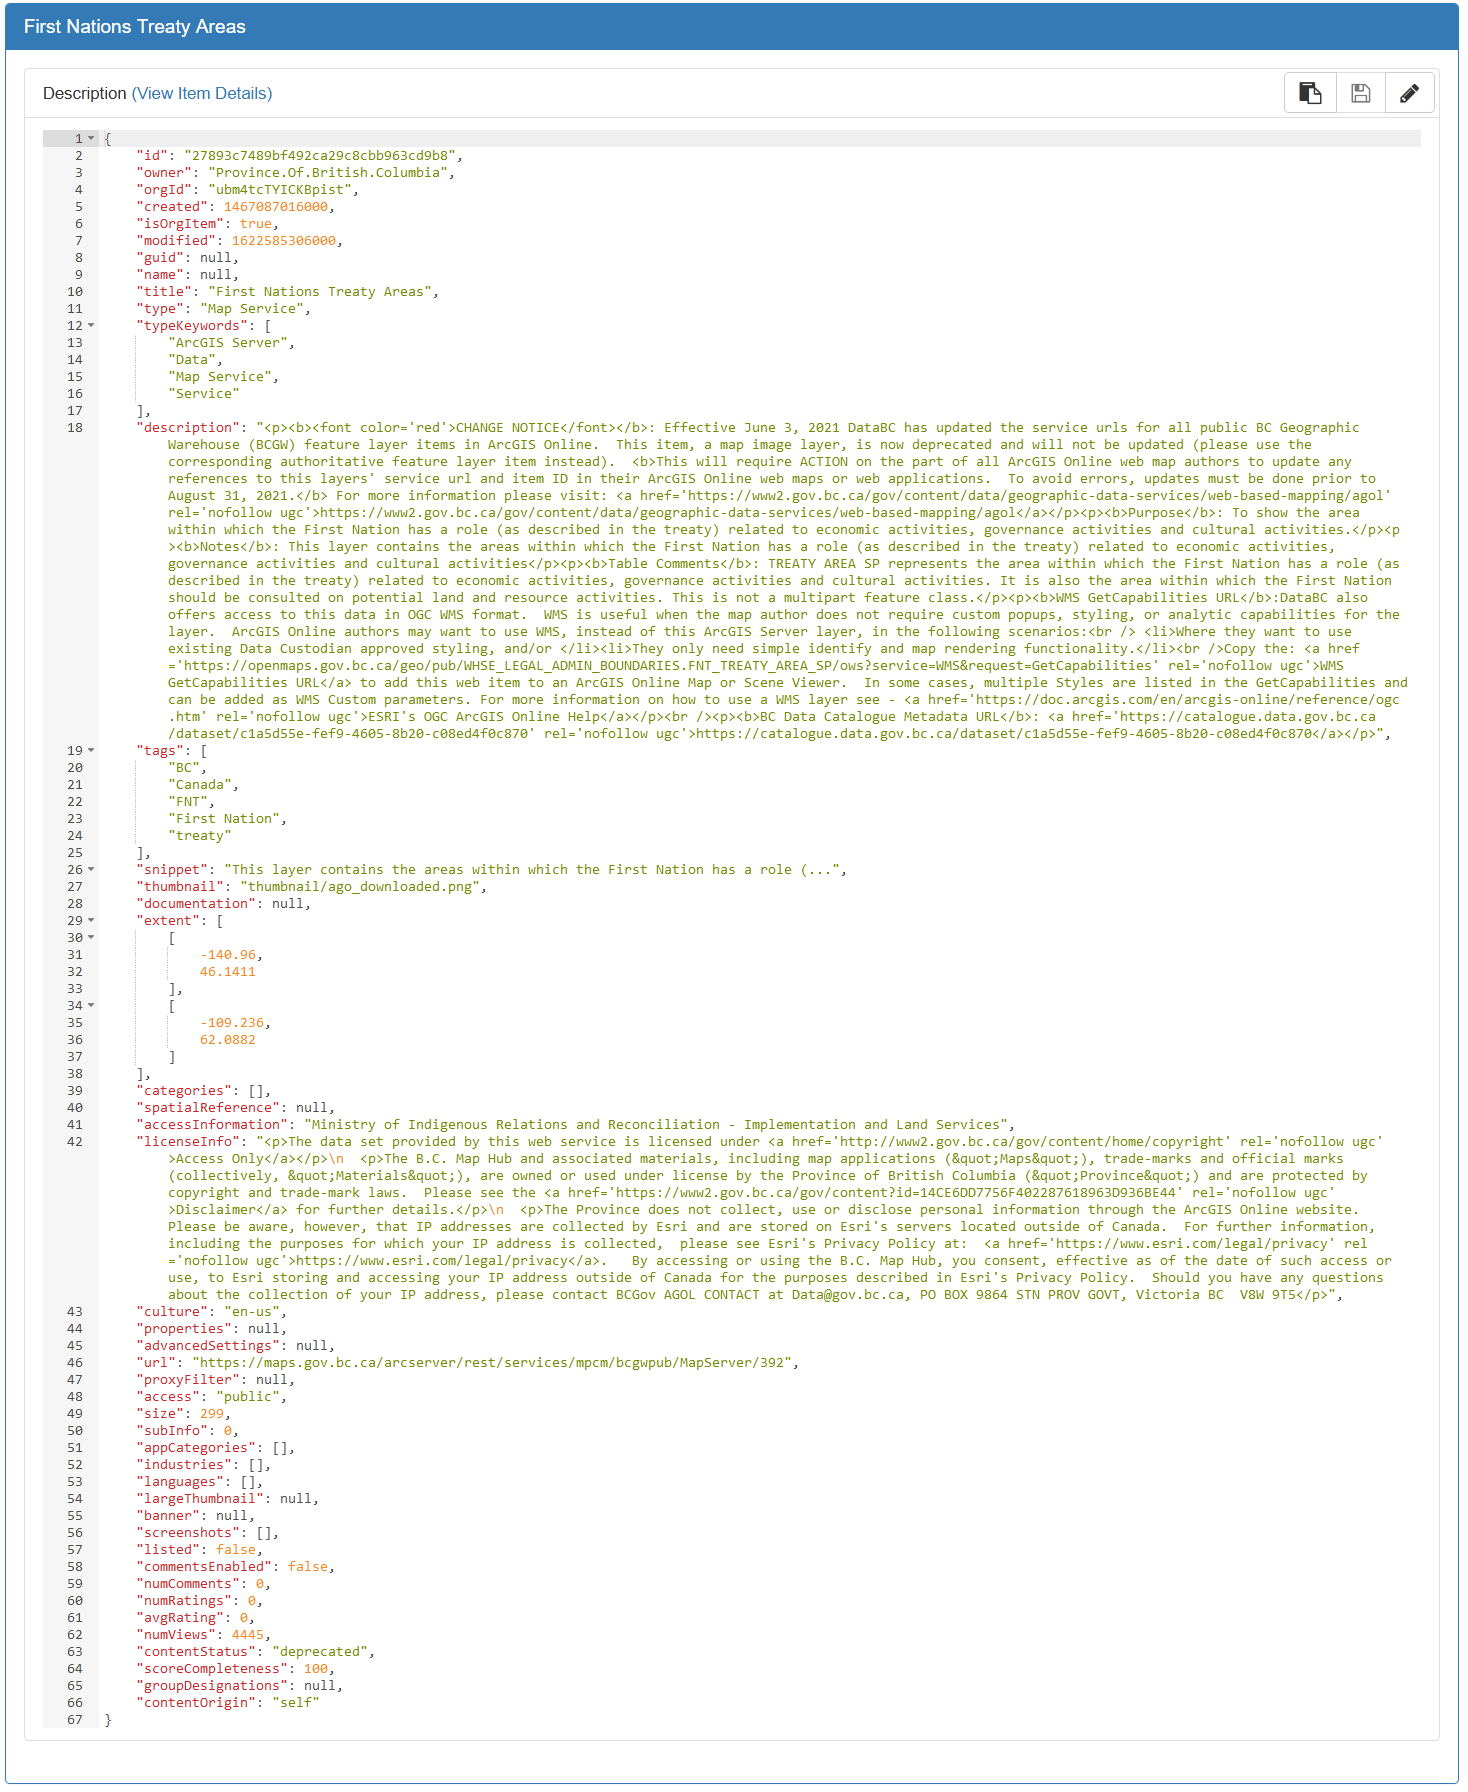 First Nations Treaty Areas
Description (View Item Details)
1 {
2 "id": "27893c7489bf492ca29c8cbb963cd9b8",
3 "owner": "Province.Of.British.Columbia",
4 "orgId": "ubm4tcTYICKBpist",
5 "created": 1467087016000,
6 "isOrgItem": true,
7 "modified": 1622585306000,
8 "guid": null,
9 "name": null,
10 "title": "First Nations Treaty Areas",
11 "type": "Map Service",
12 "typeKeywords": [
13 "ArcGIS Server",
14 "Data",
15 "Map Service",
16 "Service"
17 ],
18 "description": "<p><b><font color='red'>CHANGE NOTICE</font></b>: Effective June 3, 2021 DataBC has updated the service urls for all public BC Geographic
Warehouse (BCGW) feature layer items in ArcGIS Online.  This item, a map image layer, is now deprecated and will not be updated (please use the
corresponding authoritative feature layer item instead).  <b>This will require ACTION on the part of all ArcGIS Online web map authors to update any
references to this layers' service url and item ID in their ArcGIS Online web maps or web applications.  To avoid errors, updates must be done prior to
August 31, 2021.</b> For more information please visit: <a href='https://www2.gov.bc.ca/gov/content/data/geographic-data-services/web-based-mapping/agol'
rel='nofollow ugc'>https://www2.gov.bc.ca/gov/content/data/geographic-data-services/web-based-mapping/agol</a></p><p><b>Purpose</b>: To show the area
within which the First Nation has a role (as described in the treaty) related to economic activities, governance activities and cultural activities.</p><p
><b>Notes</b>: This layer contains the areas within which the First Nation has a role (as described in the treaty) related to economic activities,
governance activities and cultural activities</p><p><b>Table Comments</b>: TREATY AREA SP represents the area within which the First Nation has a role (as
described in the treaty) related to economic activities, governance activities and cultural activities. It is also the area within which the First Nation
should be consulted on potential land and resource activities. This is not a multipart feature class.</p><p><b>WMS GetCapabilities URL</b>:DataBC also
offers access to this data in OGC WMS format.  WMS is useful when the map author does not require custom popups, styling, or analytic capabilities for the
layer.  ArcGIS Online authors may want to use WMS, instead of this ArcGIS Server layer, in the following scenarios:<br /> <li>Where they want to use
existing Data Custodian approved styling, and/or </li><li>They only need simple identify and map rendering functionality.</li><br />Copy the: <a href
='https://openmaps.gov.bc.ca/geo/pub/WHSE_LEGAL_ADMIN_BOUNDARIES.FNT_TREATY_AREA_SP/ows?service=WMS&request=GetCapabilities' rel='nofollow ugc'>WMS
GetCapabilities URL</a> to add this web item to an ArcGIS Online Map or Scene Viewer.  In some cases, multiple Styles are listed in the GetCapabilities and
can be added as WMS Custom parameters. For more information on how to use a WMS layer see - <a href='https://doc.arcgis.com/en/arcgis-online/reference/ogc
.htm' rel='nofollow ugc'>ESRI's OGC ArcGIS Online Help</a></p><br /><p><b>BC Data Catalogue Metadata URL</b>: <a href='https://catalogue.data.gov.bc.ca
/dataset/c1a5d55e-fef9-4605-8b20-c08ed4f0c870' rel='nofollow ugc'>https://catalogue.data.gov.bc.ca/dataset/c1a5d55e-fef9-4605-8b20-c08ed4f0c870</a></p>",
19 "tags": [
20 "BC",
21 "Canada",
22 "FNT",
23 "First Nation",
24 "treaty"
25 ],
26 "snippet": "This layer contains the areas within which the First Nation has a role (...",
27 "thumbnail": "thumbnail/ago_downloaded.png",
28 "documentation": null,
29 "extent": [
30 [
31 -140.96,
32 46.1411
33 ],
34 [
35 -109.236,
36 62.0882
37 ]
38 ],
39 "categories": [],
40 "spatialReference": null,
41 "accessInformation": "Ministry of Indigenous Relations and Reconciliation - Implementation and Land Services",
42 "licenseInfo": "<p>The data set provided by this web service is licensed under <a href='http://www2.gov.bc.ca/gov/content/home/copyright' rel='nofollow ugc'
>Access Only</a></p>\n  <p>The B.C. Map Hub and associated materials, including map applications (&quot;Maps&quot;), trade-marks and official marks
(collectively, &quot;Materials&quot;), are owned or used under license by the Province of British Columbia (&quot;Province&quot;) and are protected by
copyright and trade-mark laws.  Please see the <a href='https://www2.gov.bc.ca/gov/content?id=14CE6DD7756F402287618963D936BE44' rel='nofollow ugc'
>Disclaimer</a> for further details.</p>\n  <p>The Province does not collect, use or disclose personal information through the ArcGIS Online website.
Please be aware, however, that IP addresses are collected by Esri and are stored on Esri's servers located outside of Canada.  For further information,
including the purposes for which your IP address is collected,  please see Esri's Privacy Policy at:  <a href='https://www.esri.com/legal/privacy' rel
='nofollow ugc'>https://www.esri.com/legal/privacy</a>.   By accessing or using the B.C. Map Hub, you consent, effective as of the date of such access or
use, to Esri storing and accessing your IP address outside of Canada for the purposes described in Esri's Privacy Policy.  Should you have any questions
about the collection of your IP address, please contact BCGov AGOL CONTACT at Data@gov.bc.ca, PO BOX 9864 STN PROV GOVT, Victoria BC  V8W 9T5</p>",
43 "culture": "en-us",
44 "properties": null,
45 "advancedSettings": null,
46 "url": "https://maps.gov.bc.ca/arcserver/rest/services/mpcm/bcgwpub/MapServer/392",
47 "proxyFilter": null,
48 "access": "public",
49 "size": 299,
50 "subInfo": 0,
51 "appCategories": [],
52 "industries": [],
53 "languages": [],
54 "largeThumbnail": null,
55 "banner": null,
56 "screenshots": [],
57 "listed": false,
58 "commentsEnabled": false,
59 "numComments": 0,
60 "numRatings": 0,
61 "avgRating": 0,
62 "numViews": 4445,
63 "contentStatus": "deprecated",
64 "scoreCompleteness": 100,
65 "groupDesignations": null,
66 "contentOrigin": "self"
67 }